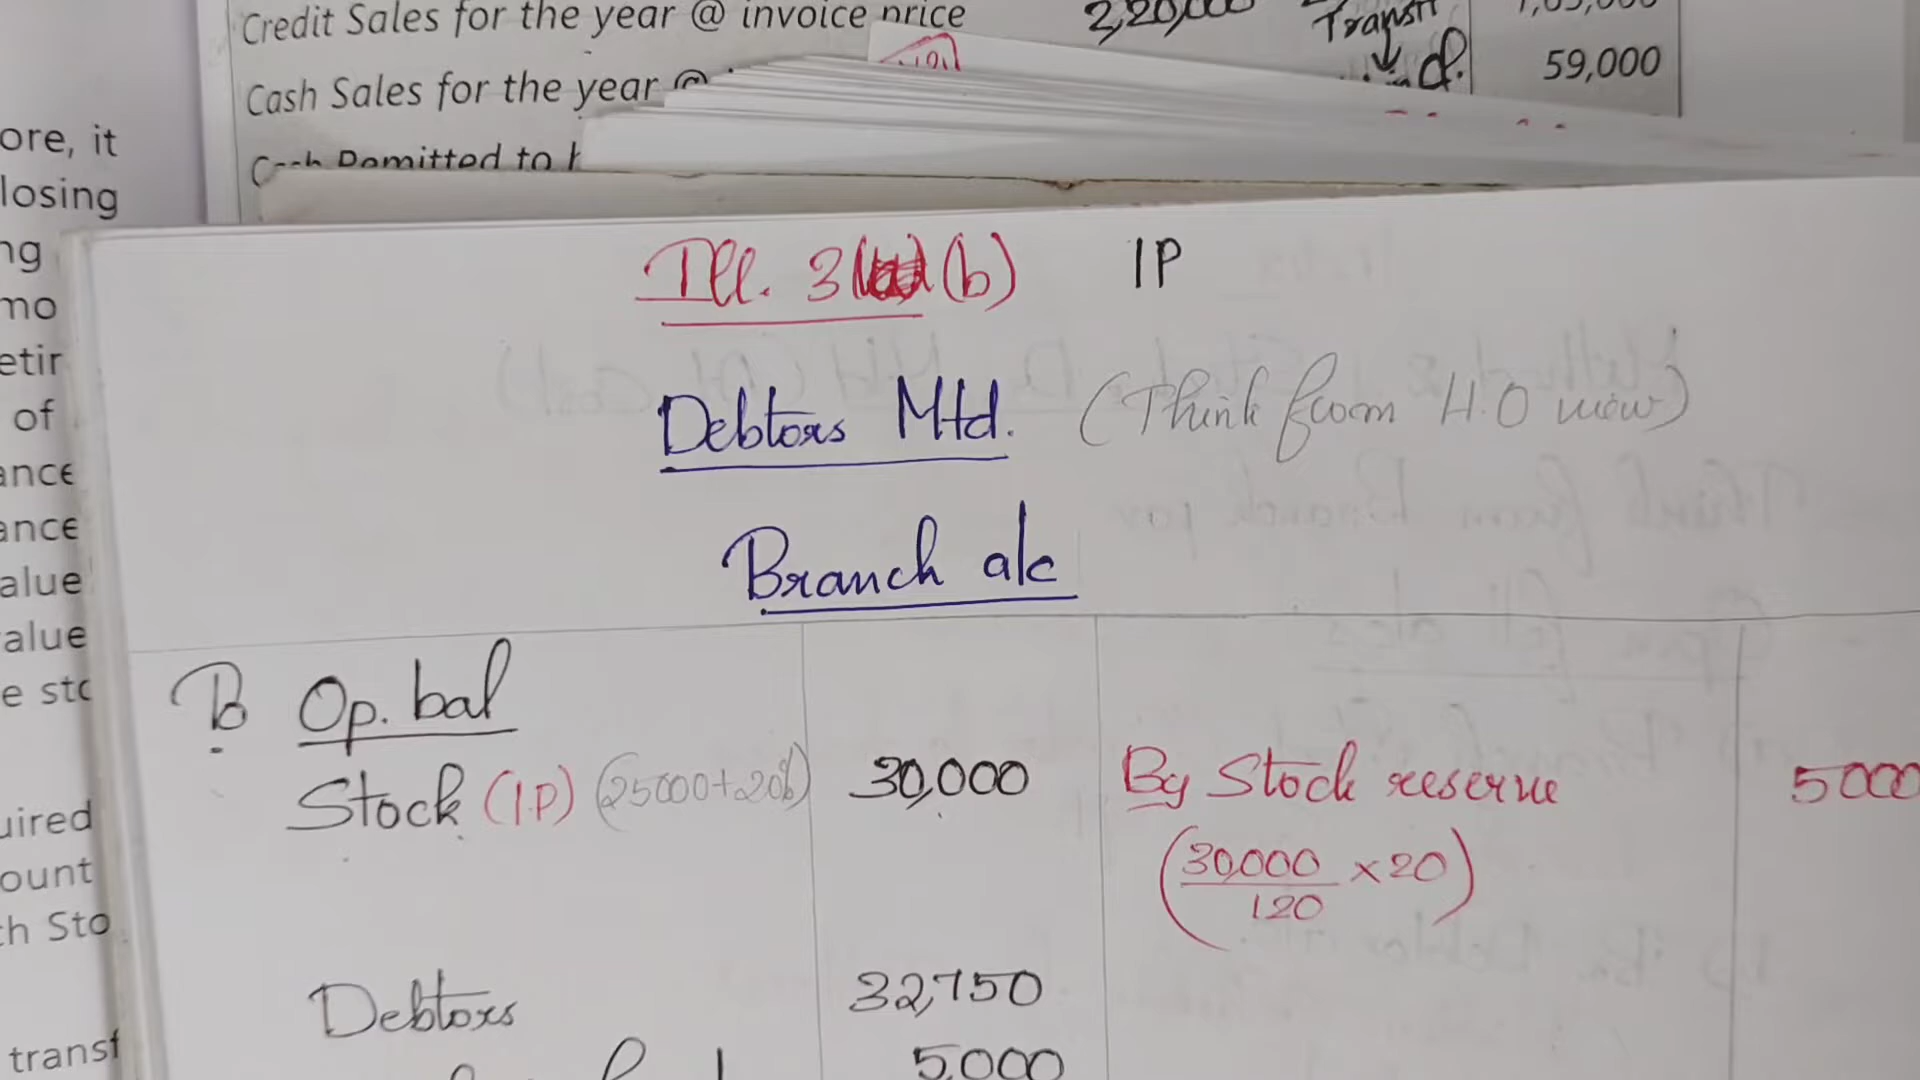 Credit Sales for the year @ invoice price 2,20,000 Transit
Cash Sales for the year @ 59,000
to
ore, it
losing
ng
mo
etir
of
ance
ance
alue
alue
e stc
uired
ount
ch Sto
transf
Ill. 3 (b) IP
Debtors Mtd. (Think from H.O view)
Branch a/c
To Op. bal
Stock (I.P) (25000+20%) 30,000 By Stock reserve 5000
(30,000/120 × 20)
Debtors 32,750
5,000